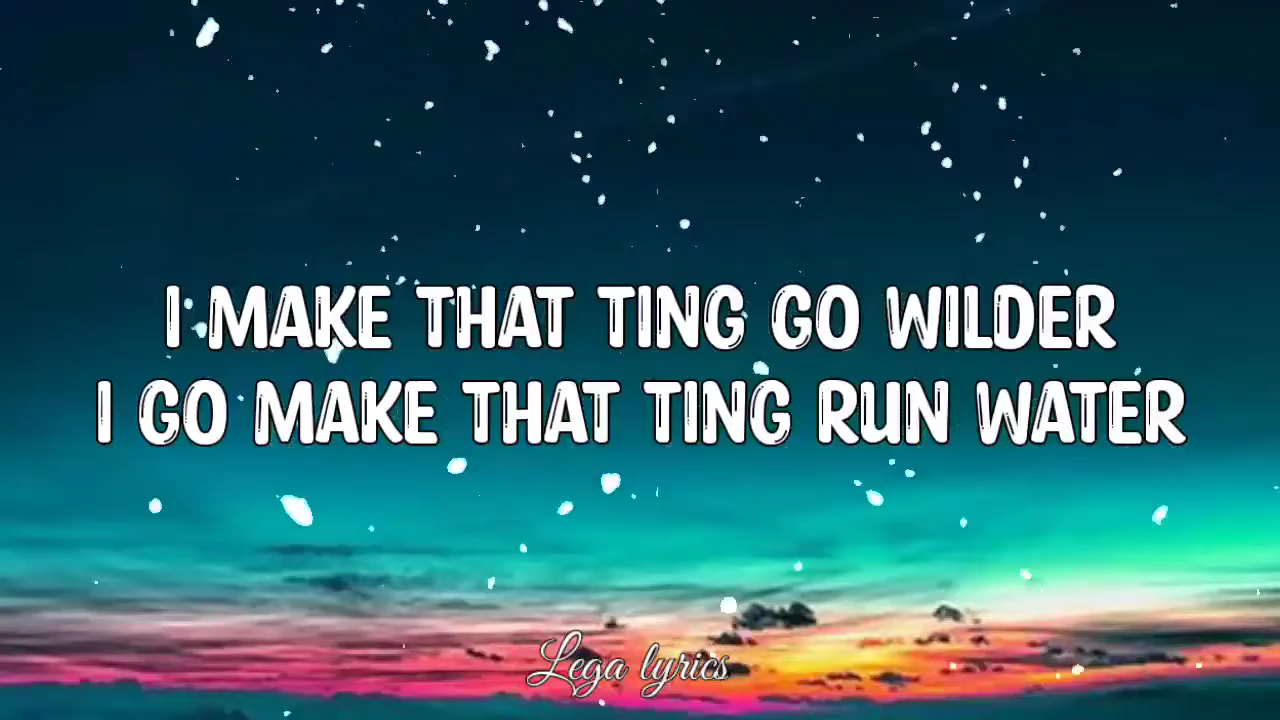 I MAKE THAT TING GO WILDER
I GO MAKE THAT TING RUN WATER
Lega lyrics